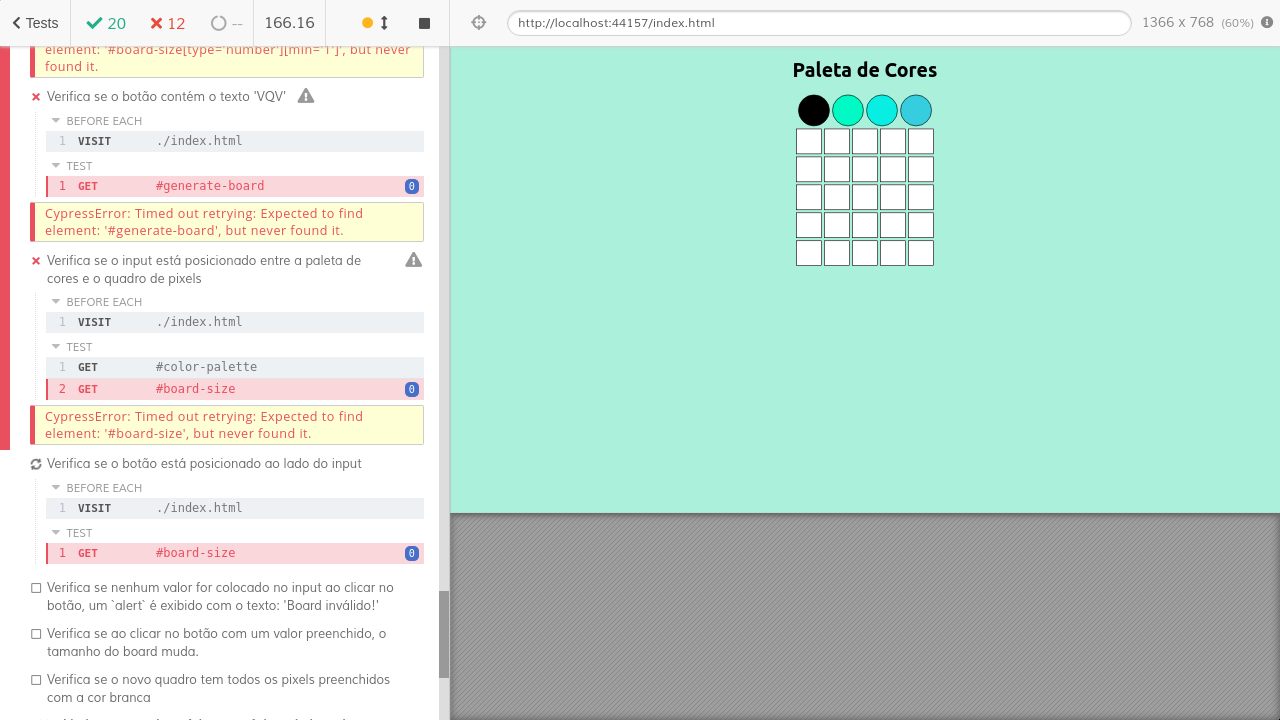 Tests
20
12
--
166.16
http://localhost:44157/index.html
1366 x 768 (60%)
element: '#board-size[type='number'][min='1']', but never
found it.
Verifica se o botão contém o texto 'VQV'
BEFORE EACH
1 VISIT ./index.html
TEST
1 GET #generate-board 0
CypressError: Timed out retrying: Expected to find
element: '#generate-board', but never found it.
Verifica se o input está posicionado entre a paleta de
cores e o quadro de pixels
BEFORE EACH
1 VISIT ./index.html
TEST
1 GET #color-palette
2 GET #board-size 0
CypressError: Timed out retrying: Expected to find
element: '#board-size', but never found it.
Verifica se o botão está posicionado ao lado do input
BEFORE EACH
1 VISIT ./index.html
TEST
1 GET #board-size 0
Verifica se nenhum valor for colocado no input ao clicar no
botão, um `alert` é exibido com o texto: 'Board inválido!'
Verifica se ao clicar no botão com um valor preenchido, o
tamanho do board muda.
Verifica se o novo quadro tem todos os pixels preenchidos
com a cor branca
Paleta de Cores